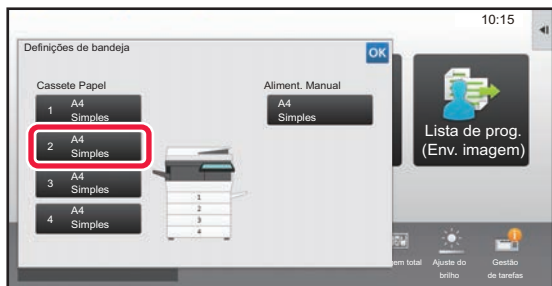 10:15
Definições de bandeja
OK
Cassete Papel
Aliment. Manual
1 A4
Simples
A4
Simples
2 A4
Simples
3 A4
Simples
4 A4
Simples
1
2
3
4
Lista de prog.
(Env. imagem)
em total
Ajuste do
brilho
Gestão
de tarefas